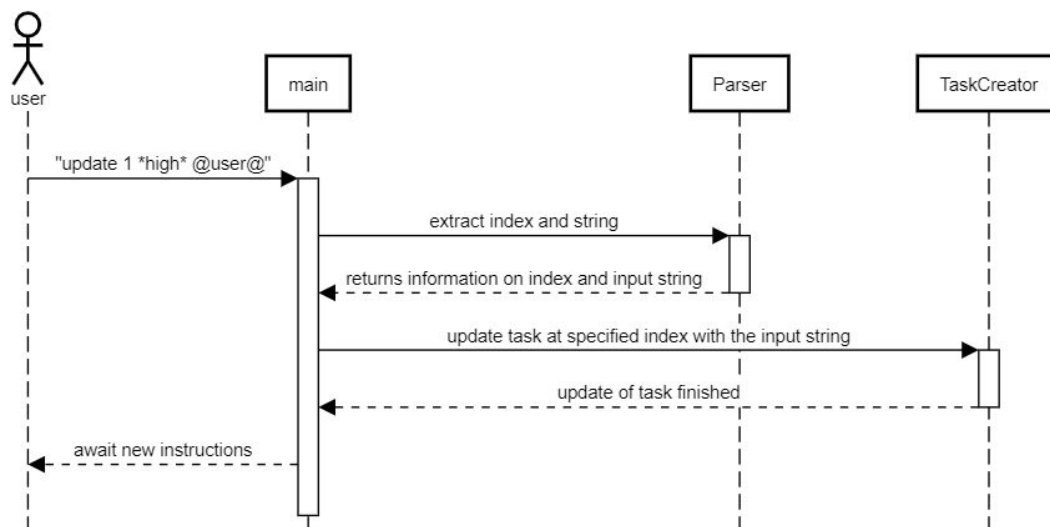 user
main
Parser
TaskCreator
"update 1 *high* @user@"
extract index and string
returns information on index and input string
update task at specified index with the input string
update of task finished
await new instructions